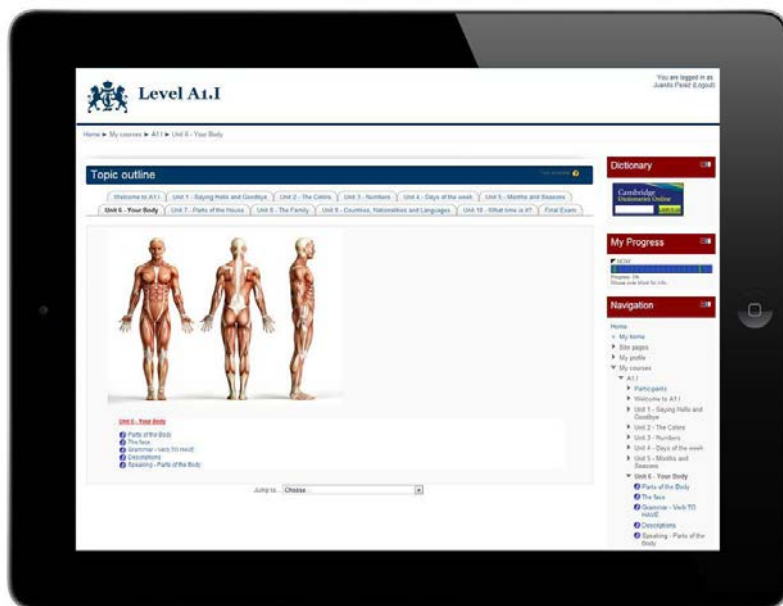 Level A1.I
You are logged in as
Juanito Perez (Logout)
Home ► My courses ► A1.I ► Unit 6 - Your Body
Topic outline
Welcome to A1.I
Unit 1 - Saying Hello and Goodbye
Unit 2 - The Colors
Unit 3 - Numbers
Unit 4 - Days of the week
Unit 5 - Months and Seasons
Unit 6 - Your Body
Unit 7 - Parts of the House
Unit 8 - The Family
Unit 9 - Countries, Nationalities and Languages
Unit 10 - What time is it?
Final Exam
Unit 6 - Your Body
Parts of the Body
The face
Grammar - Verb TO HAVE
Descriptions
Speaking - Parts of the Body
Jump to...
Choose...
Dictionary
Cambridge
Dictionaries Online
My Progress
NOW
Mouse over block for info.
Navigation
Home
My home
Site pages
My profile
My courses
A1.I
Participants
Welcome to A1.I
Unit 1 - Saying Hello and
Goodbye
Unit 2 - The Colors
Unit 3 - Numbers
Unit 4 - Days of the week
Unit 5 - Months and
Seasons
Unit 6 - Your Body
Parts of the Body
The face
Grammar - Verb TO
HAVE
Descriptions
Speaking - Parts of the
Body